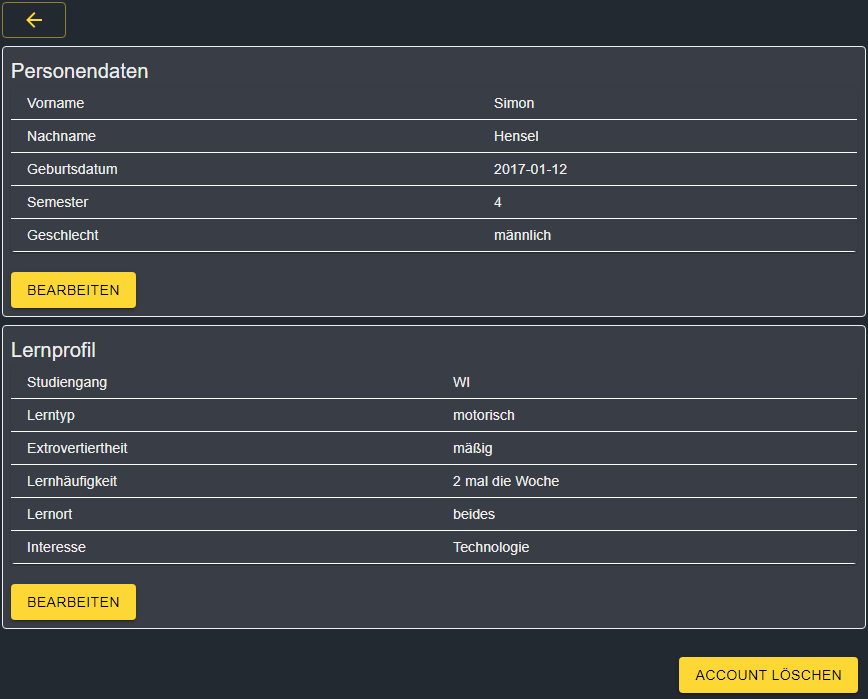 Personendaten
Vorname Simon
Nachname Hensel
Geburtsdatum 2017-01-12
Semester 4
Geschlecht männlich
BEARBEITEN
Lernprofil
Studiengang WI
Lerntyp motorisch
Extrovertiertheit mäßig
Lernhäufigkeit 2 mal die Woche
Lernort beides
Interesse Technologie
BEARBEITEN
ACCOUNT LÖSCHEN